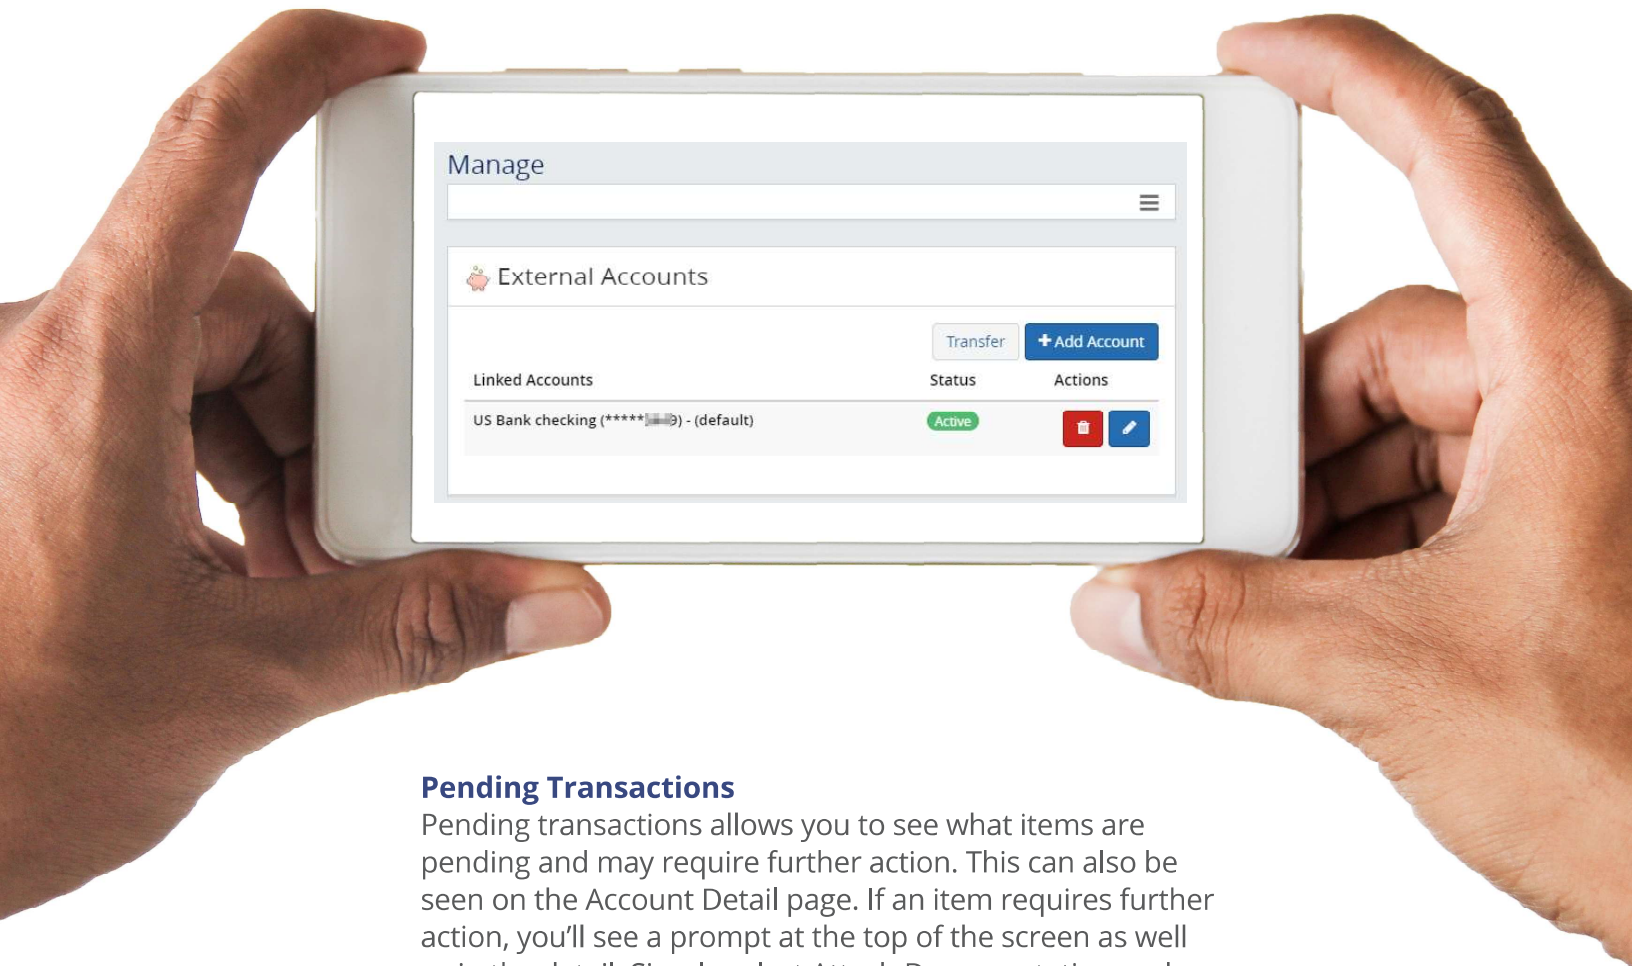 Manage
External Accounts
Transfer
Add Account
Linked Accounts
Status
Actions
US Bank checking (*****9) - (default)
Active
Pending Transactions
Pending transactions allows you to see what items are
pending and may require further action. This can also be
seen on the Account Detail page. If an item requires further
action, you'll see a prompt at the top of the screen as well